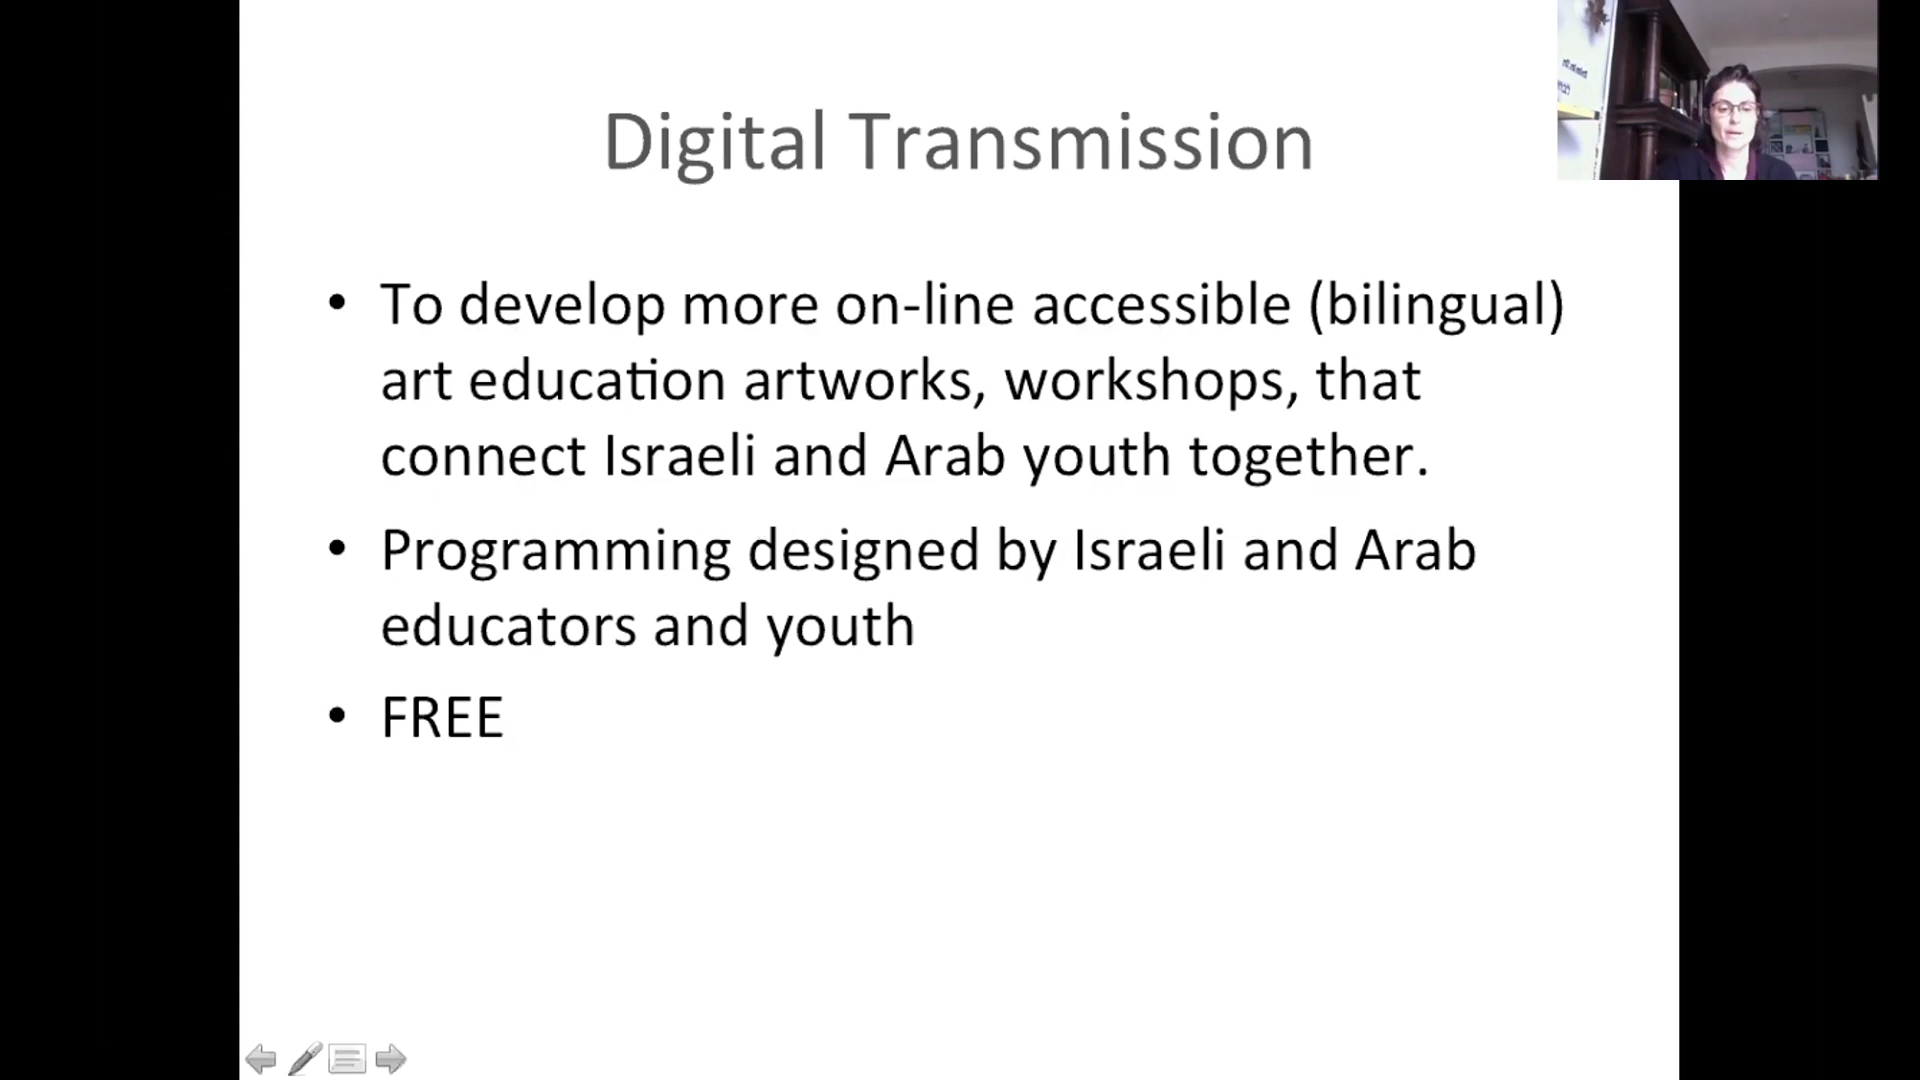 Digital Transmission
• To develop more on-line accessible (bilingual)
art education artworks, workshops, that
connect Israeli and Arab youth together.
• Programming designed by Israeli and Arab
educators and youth
• FREE